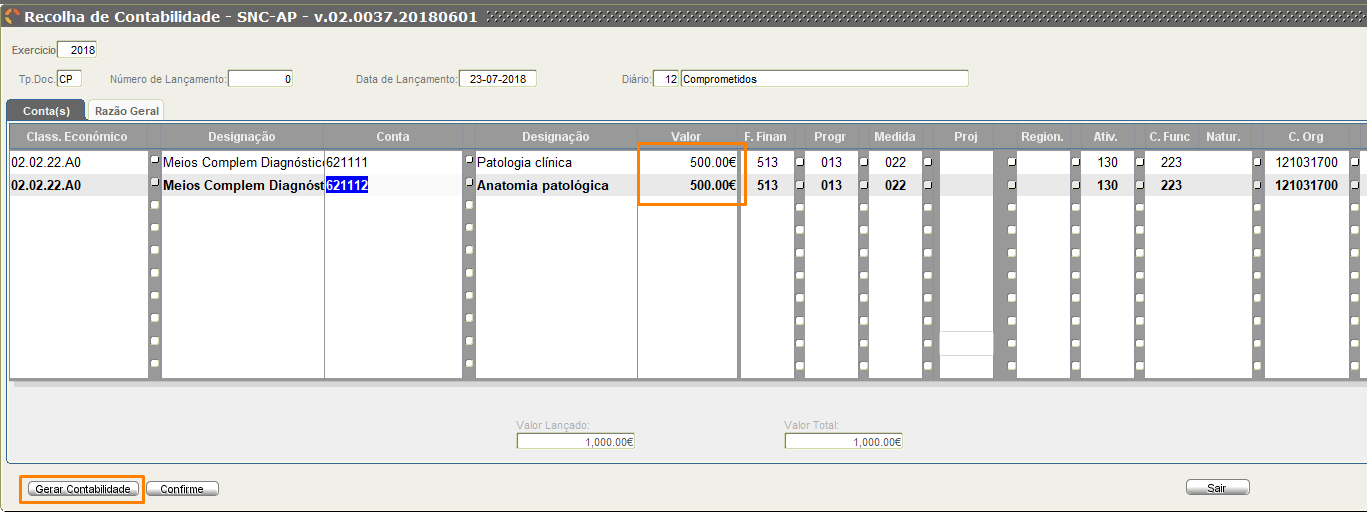 Recolha de Contabilidade - SNC-AP - v.02.0037.20180601
Exercicio 2018
Tp.Doc. CP Número de Lançamento: 0 Data de Lançamento: 23-07-2018 Diário: 12 Comprometidos
Conta(s) Razão Geral
Class. Económico Designação Conta Designação Valor F. Finan Progr Medida Proj Region. Ativ. C. Func Natur. C. Org
02.02.22.A0 Meios Complem Diagnóstic 621111 Patologia clínica 500.00€ 513 013 022 130 223 121031700
02.02.22.A0 Meios Complem Diagnóst 621112 Anatomia patológica 500.00€ 513 013 022 130 223 121031700
Valor Lançado: Valor Total:
1,000.00€ 1,000.00€
Gerar Contabilidade Confirme Sair